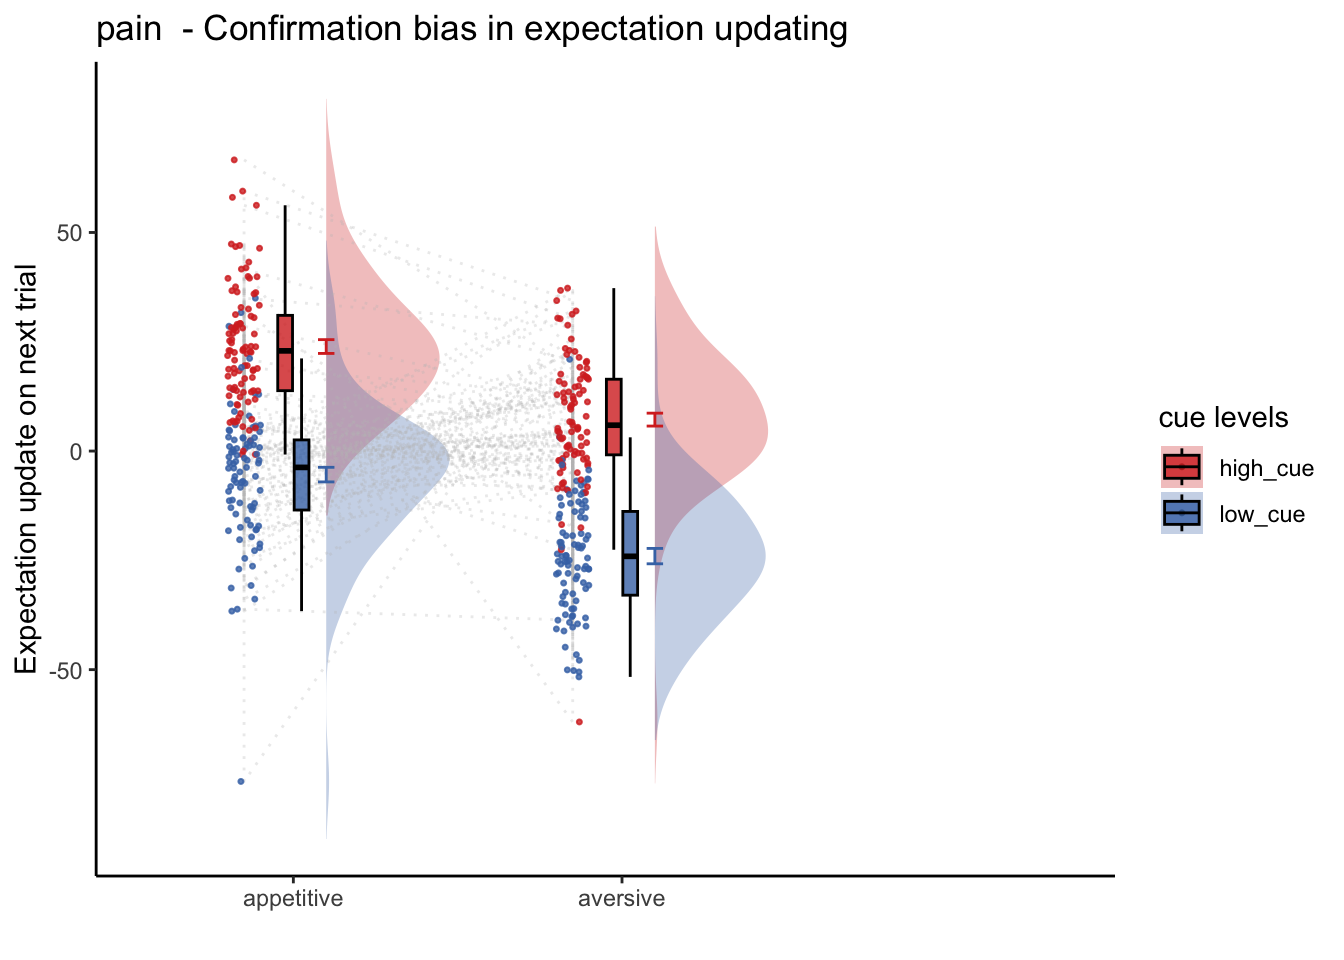 pain  - Confirmation bias in expectation updating
Expectation update on next trial
50
0
-50
appetitive
aversive
cue levels
high_cue
low_cue